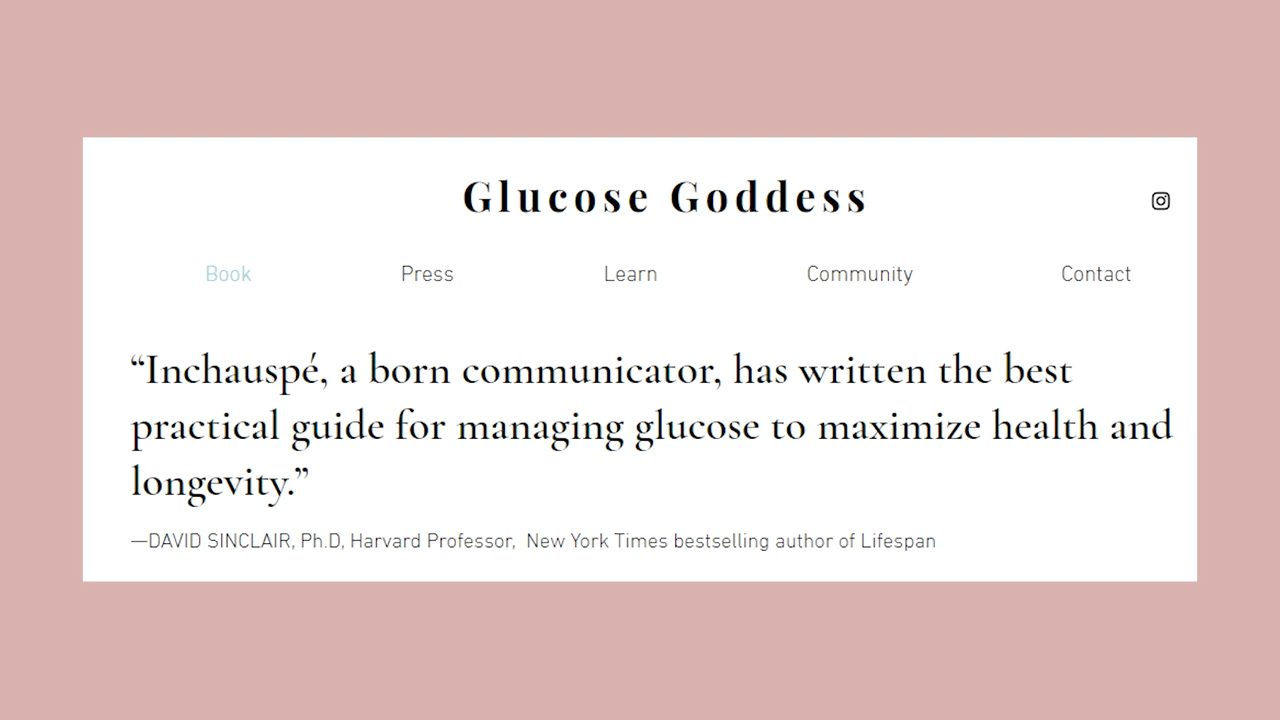 Glucose Goddess
Book Press Learn Community Contact
“Inchauspé, a born communicator, has written the best
practical guide for managing glucose to maximize health and
longevity.”
—DAVID SINCLAIR, Ph.D, Harvard Professor,  New York Times bestselling author of Lifespan